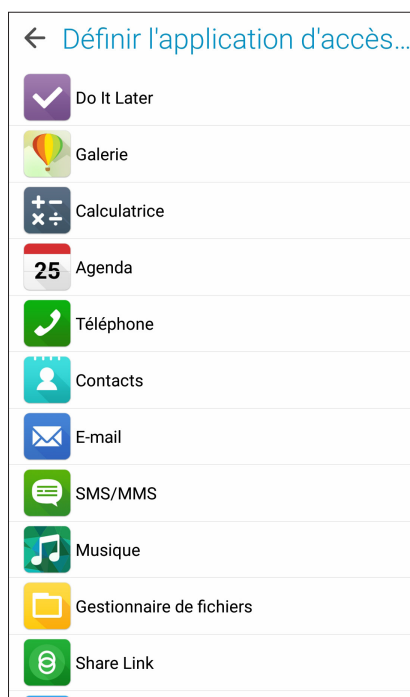 Définir l'application d'accès...
Do It Later
Galerie
Calculatrice
25
Agenda
Téléphone
Contacts
E-mail
SMS/MMS
Musique
Gestionnaire de fichiers
Share Link